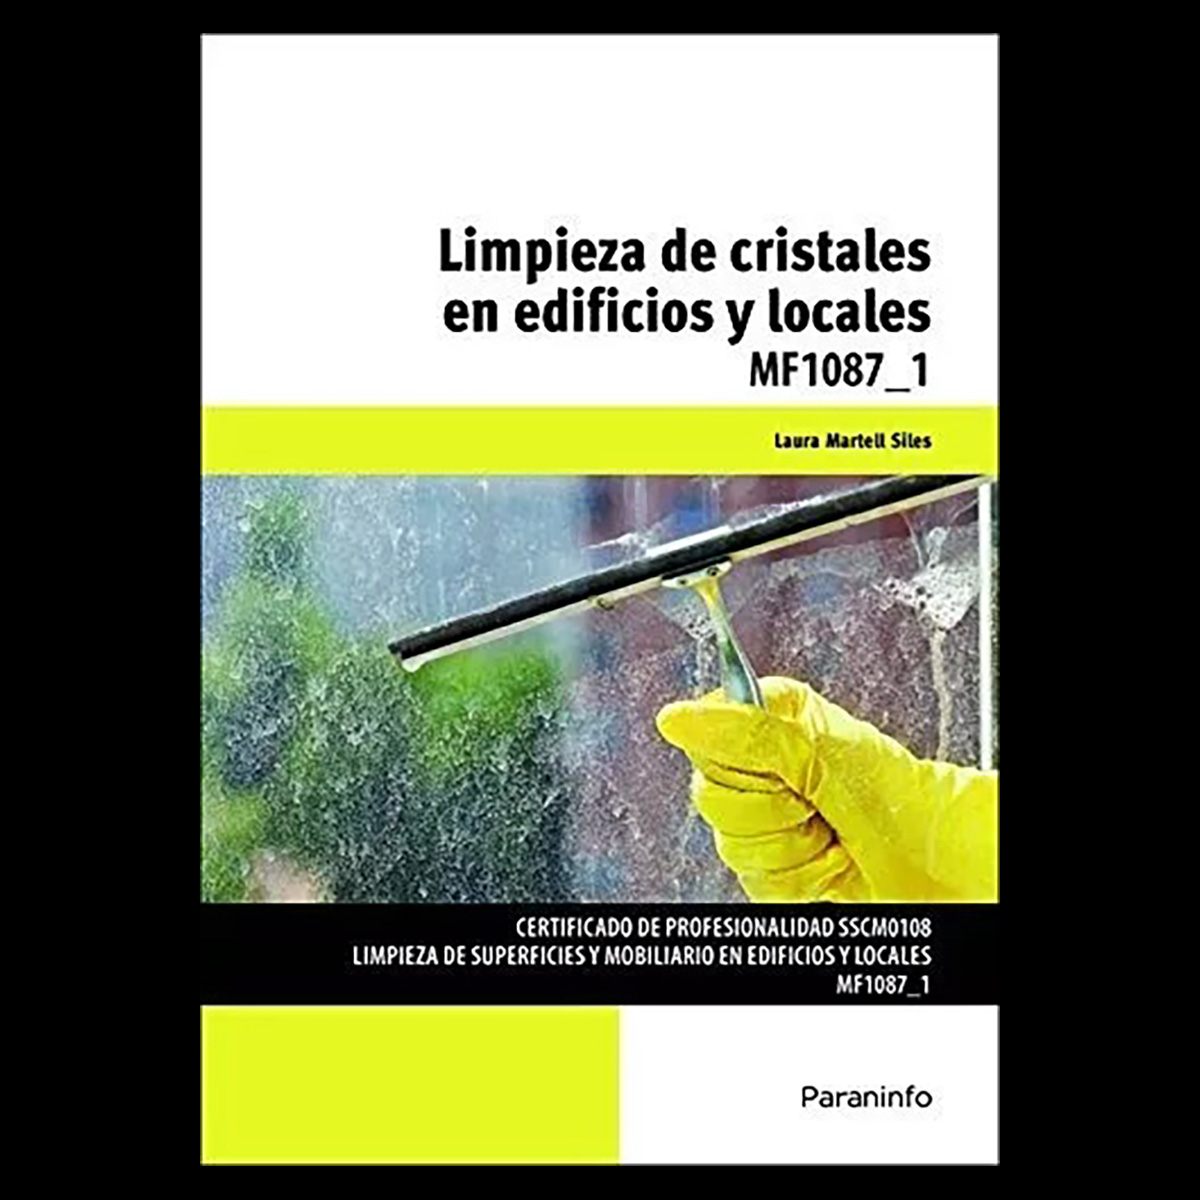 Limpieza de cristales
en edificios y locales
MF1087_1
Laura Martell Siles
CERTIFICADO DE PROFESIONALIDAD SSCM0108
LIMPIEZA DE SUPERFICIES Y MOBILIARIO EN EDIFICIOS Y LOCALES
MF1087_1
Paraninfo